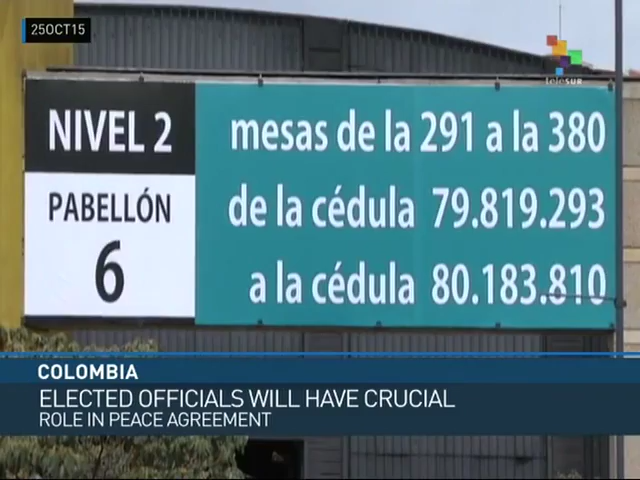 25OCT15
teleSUR
NIVEL 2
mesas de la 291 a la 380
PABELLÓN
de la cédula 79.819.293
6
a la cédula 80.183.810
COLOMBIA
ELECTED OFFICIALS WILL HAVE CRUCIAL
ROLE IN PEACE AGREEMENT